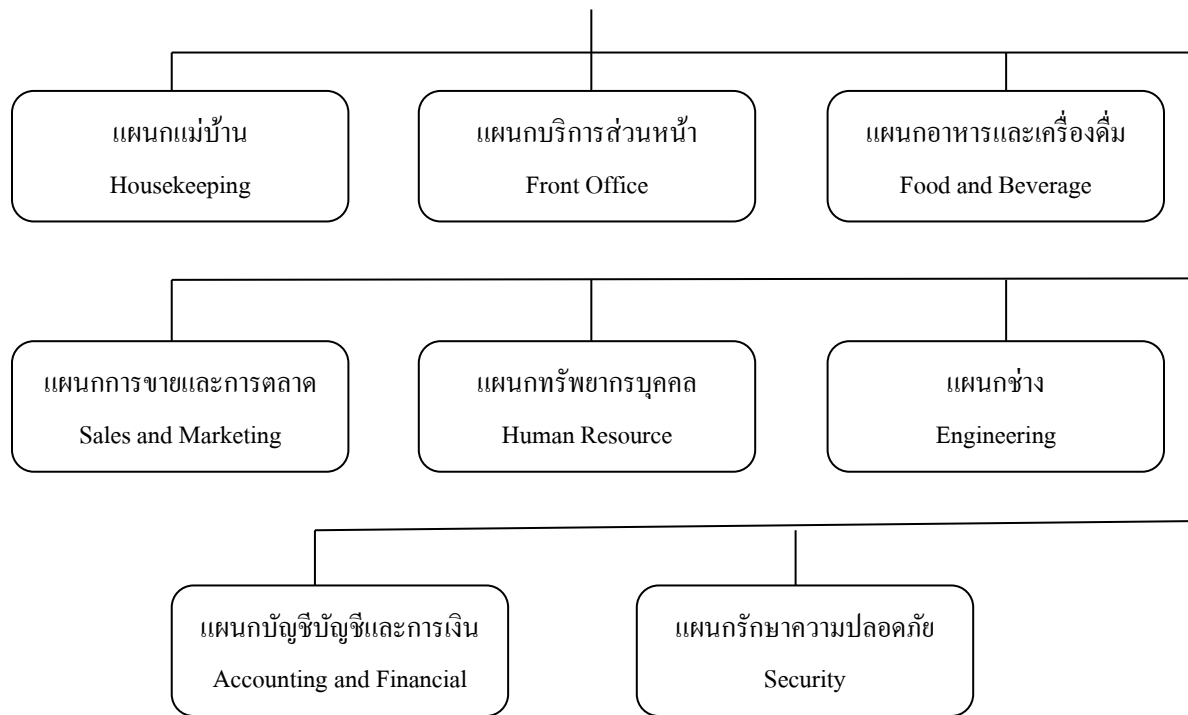 แผนกแม่บ้าน
Housekeeping
แผนกบริการส่วนหน้า
Front Office
แผนกอาหารและเครื่องดื่ม
Food and Beverage
แผนกการขายและการตลาด
Sales and Marketing
แผนกทรัพยากรบุคคล
Human Resource
แผนกช่าง
Engineering
แผนกบัญชีบัญชีและการเงิน
Accounting and Financial
แผนกรักษาความปลอดภัย
Security